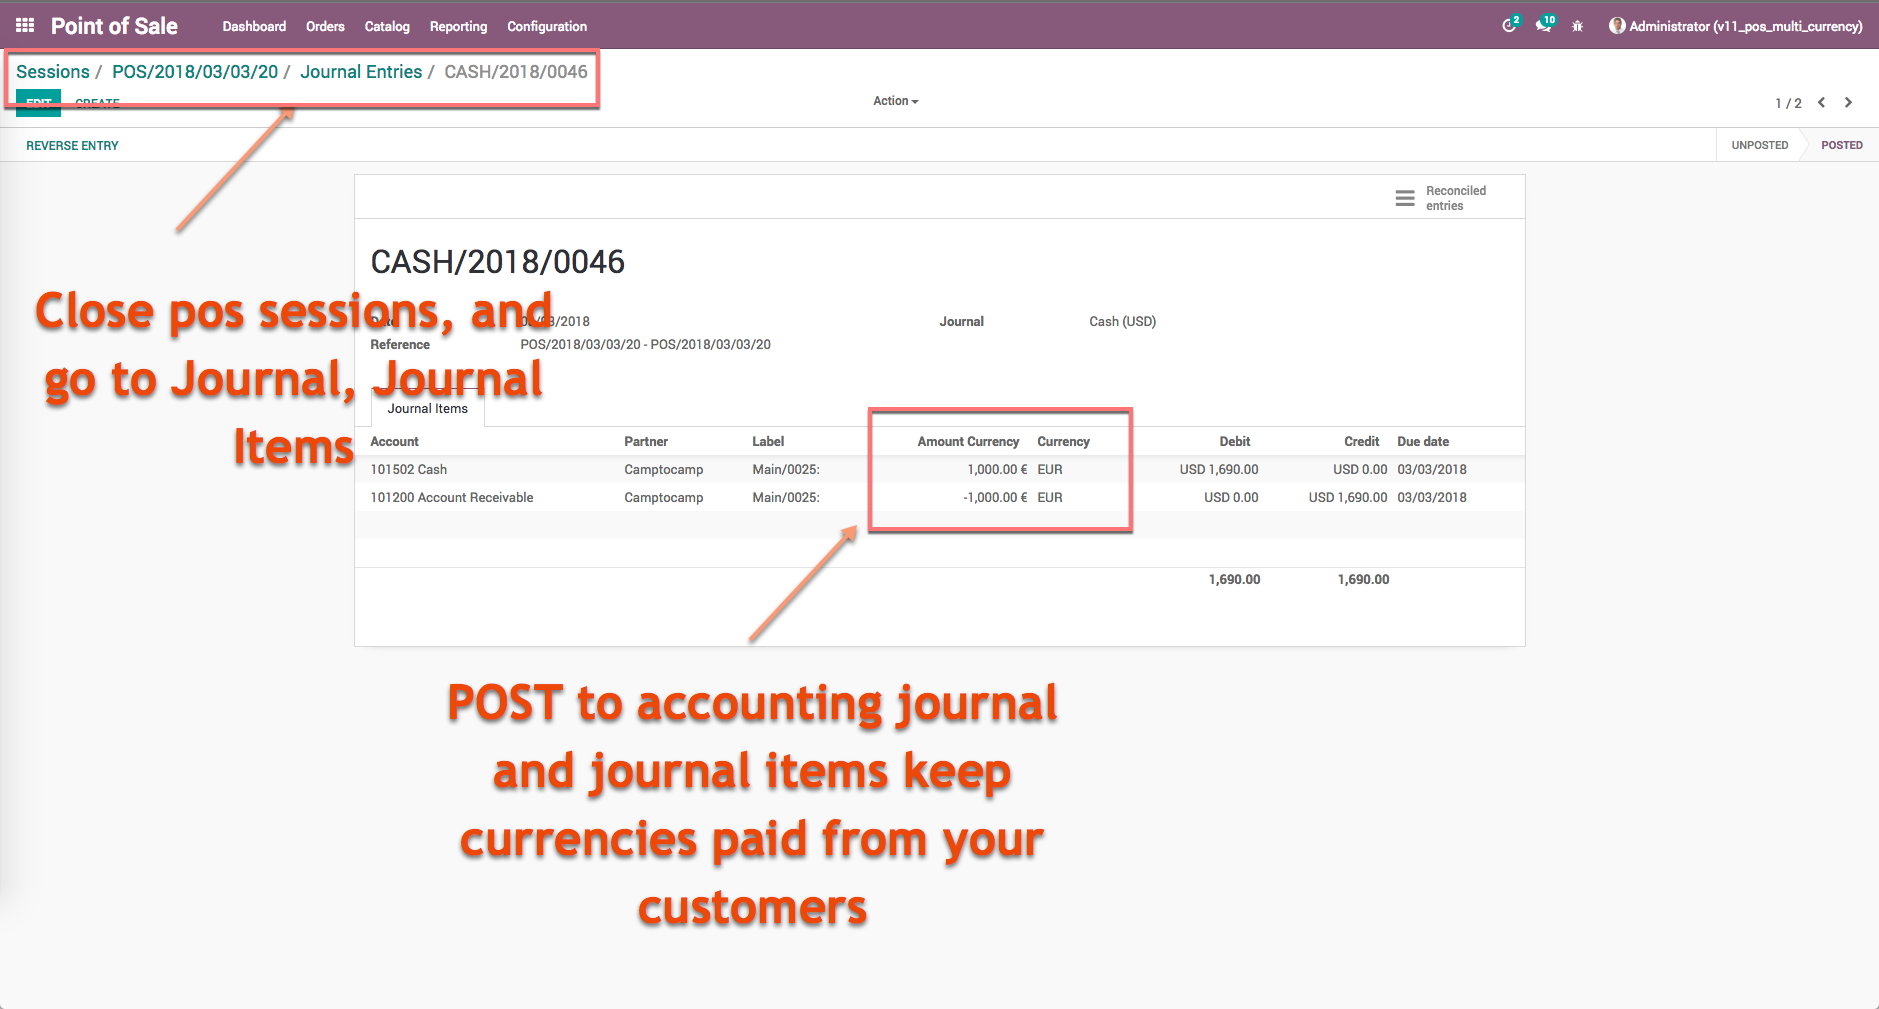 Point of Sale Dashboard Orders Catalog Reporting Configuration 2 10 Administrator (v11_pos_multi_currency)
Sessions / POS/2018/03/03/20 / Journal Entries / CASH/2018/0046
EDIT CREATE Action 1 / 2
REVERSE ENTRY UNPOSTED POSTED
Reconciled
entries
CASH/2018/0046
Close pos sessions, and
go to Journal, Journal
Items
Date 03/03/2018 Journal Cash (USD)
Reference POS/2018/03/03/20 - POS/2018/03/03/20
Journal Items
Account Partner Label Amount Currency Currency Debit Credit Due date
101502 Cash Camptocamp Main/0025: 1,000.00 € EUR USD 1,690.00 USD 0.00 03/03/2018
101200 Account Receivable Camptocamp Main/0025: -1,000.00 € EUR USD 0.00 USD 1,690.00 03/03/2018
1,690.00 1,690.00
POST to accounting journal
and journal items keep
currencies paid from your
customers